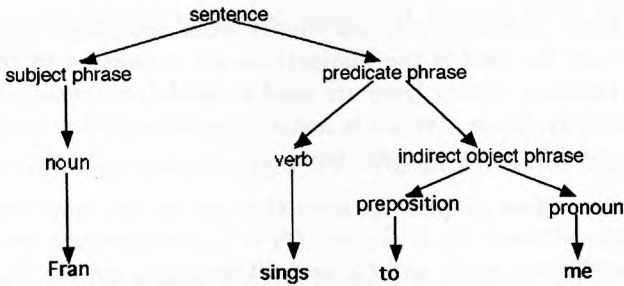 sentence
subject phrase predicate phrase
noun verb indirect object phrase
preposition pronoun
Fran sings to me